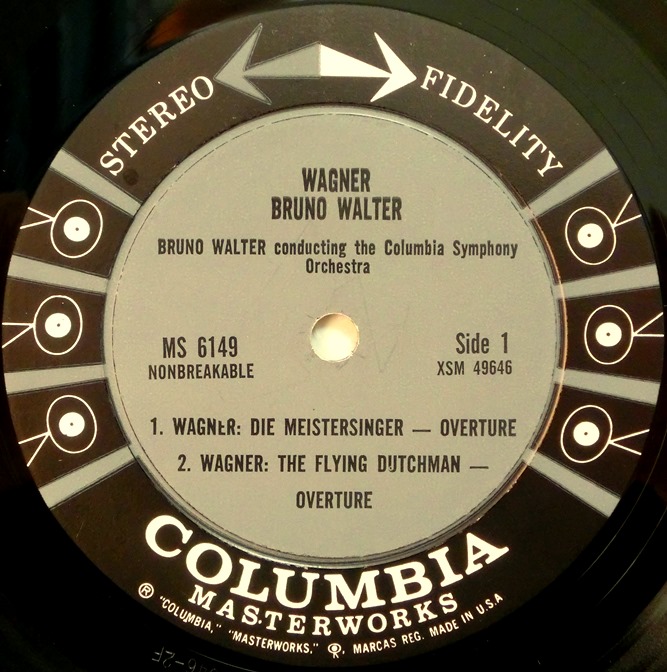 STEREO FIDELITY
WAGNER
BRUNO WALTER
BRUNO WALTER conducting the Columbia Symphony
Orchestra
MS 6149
NONBREAKABLE
Side 1
XSM 49646
1. WAGNER: DIE MEISTERSINGER — OVERTURE
2. WAGNER: THE FLYING DUTCHMAN —
OVERTURE
COLUMBIA
MASTERWORKS
® "COLUMBIA," "MASTERWORKS," MARCAS REG. MADE IN U.S.A